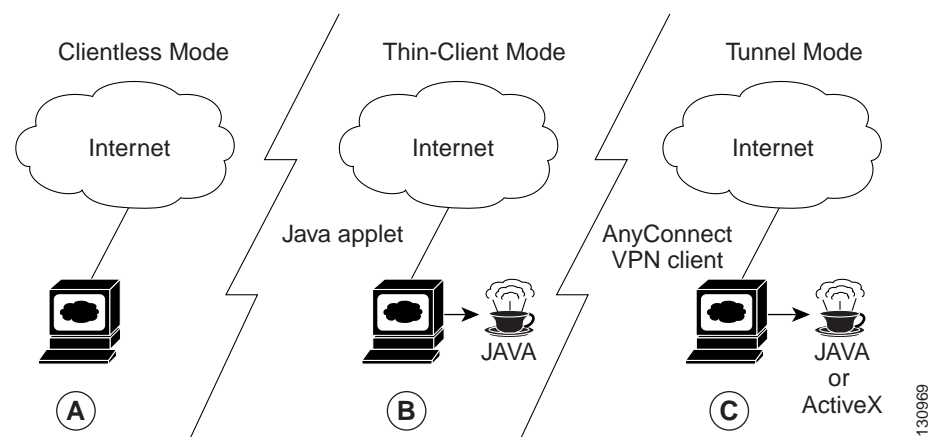 Clientless Mode
Thin-Client Mode
Tunnel Mode
Internet
Internet
Internet
Java applet
AnyConnect
VPN client
JAVA
JAVA
or
ActiveX
A
B
C
130969